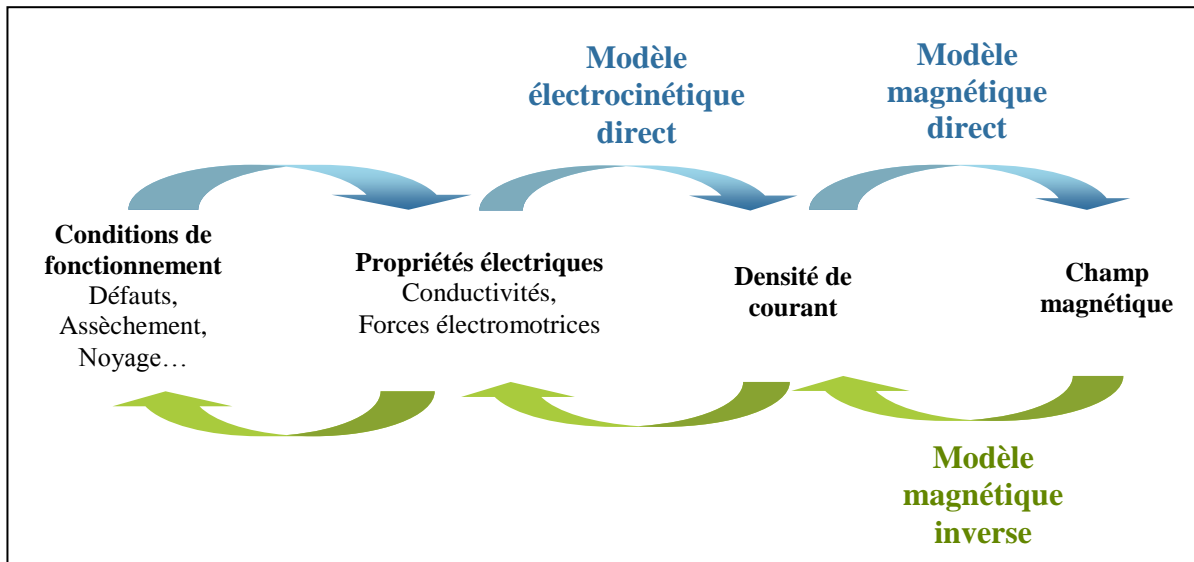 Modèle
électrocinétique
direct
Modèle
magnétique
direct
Conditions de
fonctionnement
Défauts,
Assèchement,
Noyage…
Propriétés électriques
Conductivités,
Forces électromotrices
Densité de
courant
Champ
magnétique
Modèle
magnétique
inverse